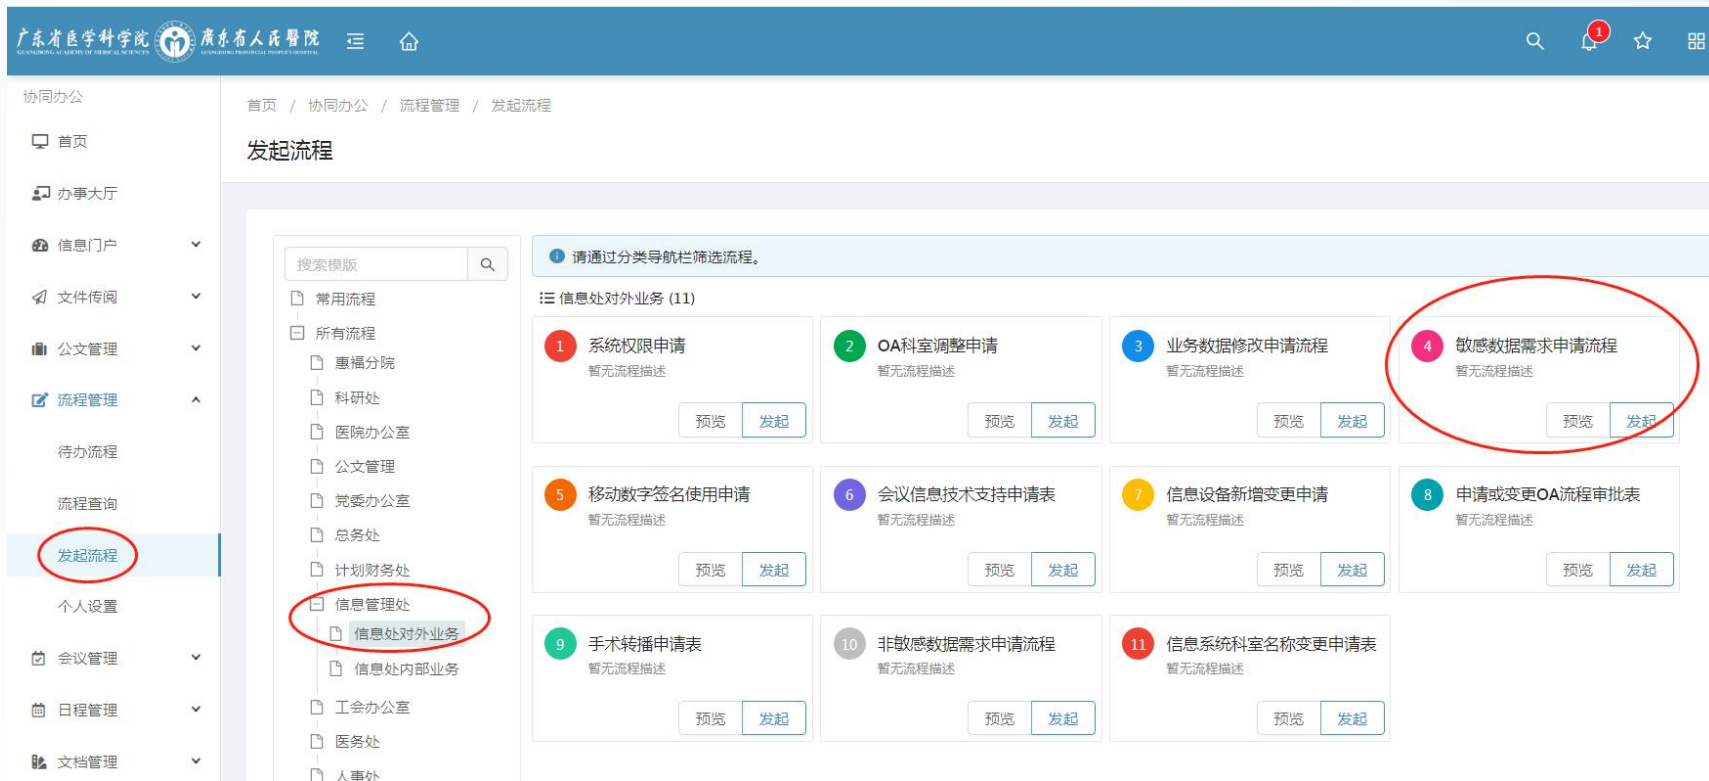 广东省医学科学院 廣东省人民醫院
GUANGDONG ACADEMY OF MEDICAL SCIENCES GUANGDONG PROVINCIAL PEOPLE'S HOSPITAL
1
协同办公
首页
办事大厅
信息门户
文件传阅
公文管理
流程管理
待办流程
流程查询
发起流程
个人设置
会议管理
日程管理
文档管理
首页 / 协同办公 / 流程管理 / 发起流程
发起流程
搜索模版
常用流程
所有流程
惠福分院
科研处
医院办公室
公文管理
党委办公室
总务处
计划财务处
信息管理处
信息处对外业务
信息处内部业务
工会办公室
医务处
人事处
请通过分类导航栏筛选流程。
信息处对外业务 (11)
1 系统权限申请
暂无流程描述
预览 发起
2 OA科室调整申请
暂无流程描述
预览 发起
3 业务数据修改申请流程
暂无流程描述
预览 发起
4 敏感数据需求申请流程
暂无流程描述
预览 发起
5 移动数字签名使用申请
暂无流程描述
预览 发起
6 会议信息技术支持申请表
暂无流程描述
预览 发起
7 信息设备新增变更申请
暂无流程描述
预览 发起
8 申请或变更OA流程审批表
暂无流程描述
预览 发起
9 手术转播申请表
暂无流程描述
预览 发起
10 非敏感数据需求申请流程
暂无流程描述
预览 发起
11 信息系统科室名称变更申请表
暂无流程描述
预览 发起